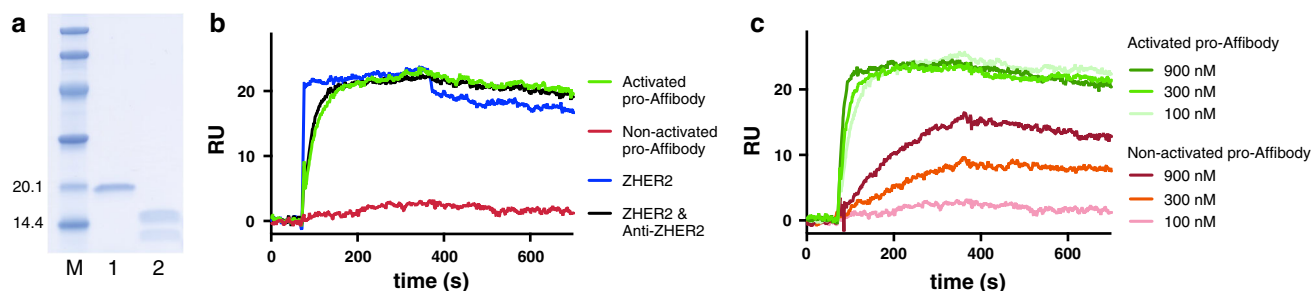 a
20.1
14.4
M 1 2
b
RU
20
10
0
0 200 400 600
time (s)
Activated
pro-Affibody
Non-activated
pro-Affibody
ZHER2
ZHER2 &
Anti-ZHER2
c
RU
20
10
0
0 200 400 600
time (s)
Activated pro-Affibody
900 nM
300 nM
100 nM
Non-activated pro-Affibody
900 nM
300 nM
100 nM